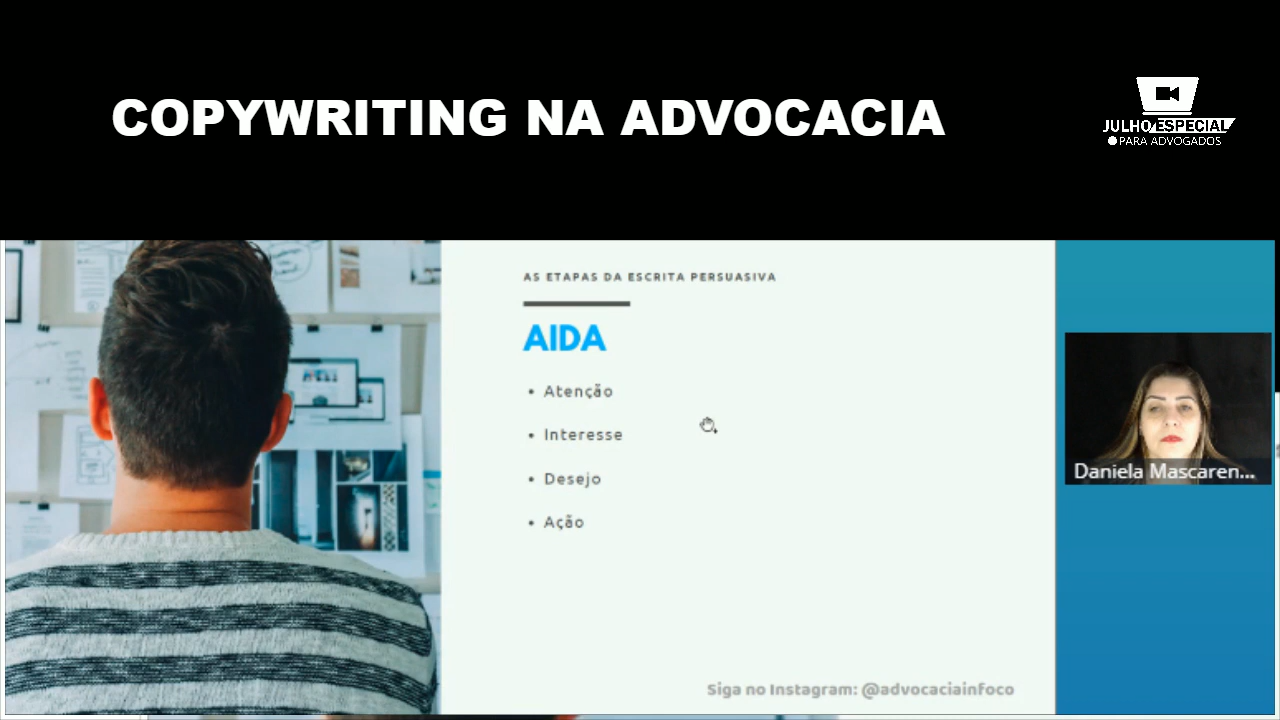 COPYWRITING NA ADVOCACIA
JULHO ESPECIAL
PARA ADVOGADOS
AS ETAPAS DA ESCRITA PERSUASIVA
AIDA
• Atenção
• Interesse
• Desejo
• Ação
Daniela Mascaren...
Siga no Instagram: @advocaciainfoco